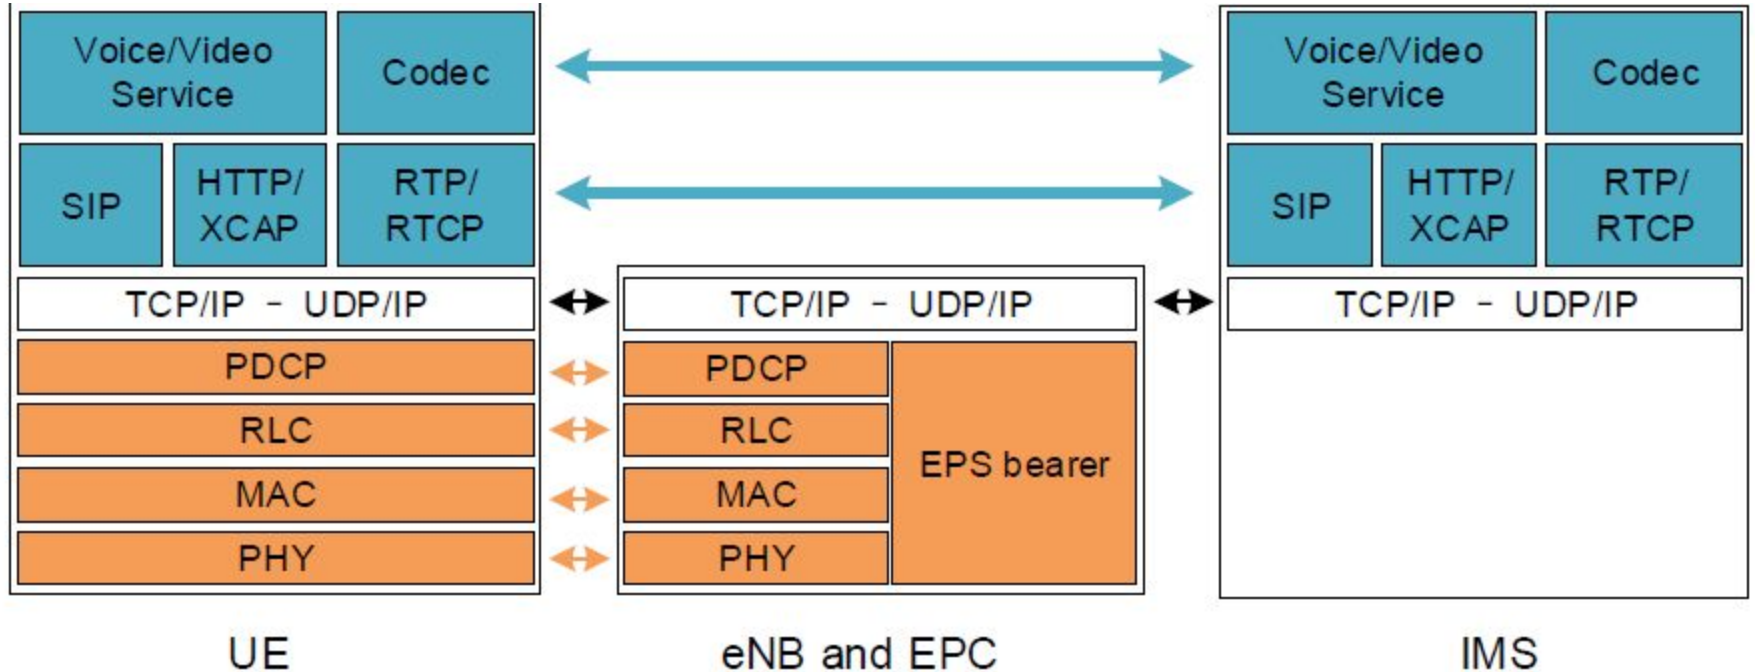 Voice/Video
Service
Codec
SIP
HTTP/
XCAP
RTP/
RTCP
TCP/IP - UDP/IP
PDCP
RLC
MAC
PHY
UE
TCP/IP - UDP/IP
PDCP
RLC
MAC
PHY
EPS bearer
eNB and EPC
Voice/Video
Service
Codec
SIP
HTTP/
XCAP
RTP/
RTCP
TCP/IP - UDP/IP
IMS